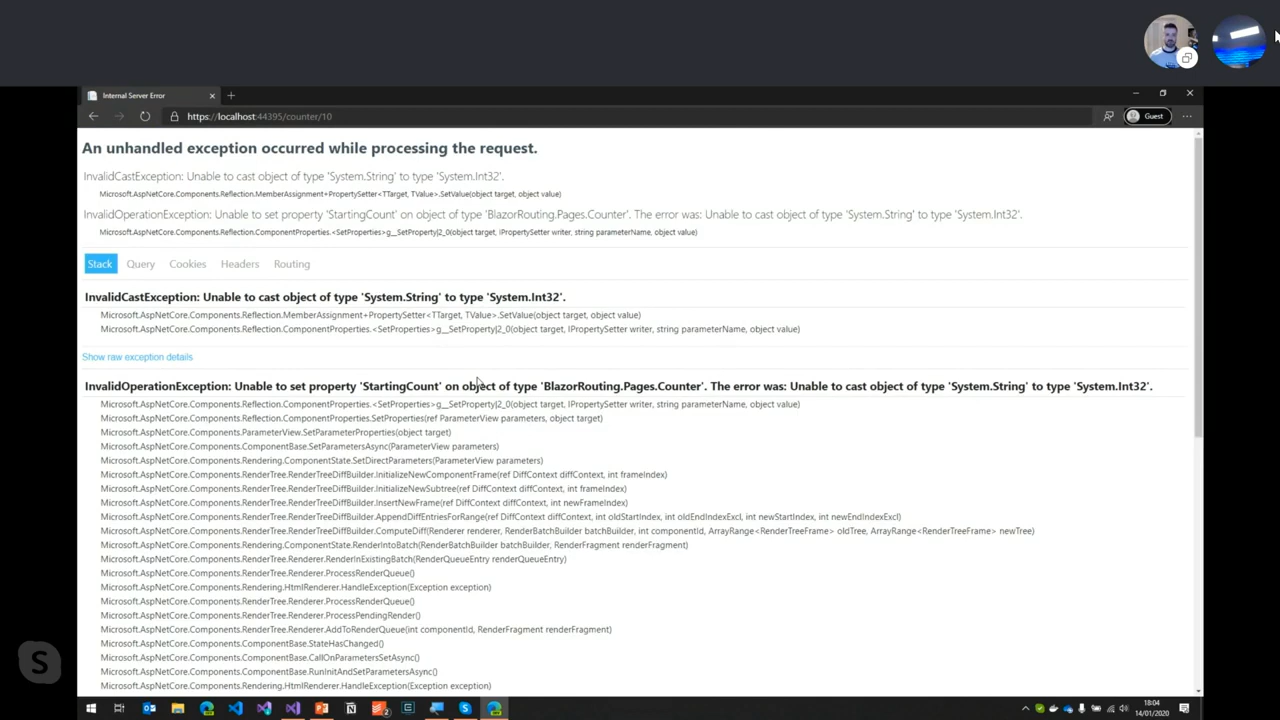 Internal Server Error
https://localhost:44395/counter/10
Guest
An unhandled exception occurred while processing the request.
InvalidCastException: Unable to cast object of type 'System.String' to type 'System.Int32'.
Microsoft.AspNetCore.Components.Reflection.MemberAssignment+PropertySetter<TTarget, TValue>.SetValue(object target, object value)
InvalidOperationException: Unable to set property 'StartingCount' on object of type 'BlazorRouting.Pages.Counter'. The error was: Unable to cast object of type 'System.String' to type 'System.Int32'.
Microsoft.AspNetCore.Components.Reflection.ComponentProperties.<SetProperties>g__SetProperty|2_0(object target, IPropertySetter writer, string parameterName, object value)
Stack Query Cookies Headers Routing
InvalidCastException: Unable to cast object of type 'System.String' to type 'System.Int32'.
Microsoft.AspNetCore.Components.Reflection.MemberAssignment+PropertySetter<TTarget, TValue>.SetValue(object target, object value)
Microsoft.AspNetCore.Components.Reflection.ComponentProperties.<SetProperties>g__SetProperty|2_0(object target, IPropertySetter writer, string parameterName, object value)
Show raw exception details
InvalidOperationException: Unable to set property 'StartingCount' on object of type 'BlazorRouting.Pages.Counter'. The error was: Unable to cast object of type 'System.String' to type 'System.Int32'.
Microsoft.AspNetCore.Components.Reflection.ComponentProperties.<SetProperties>g__SetProperty|2_0(object target, IPropertySetter writer, string parameterName, object value)
Microsoft.AspNetCore.Components.Reflection.ComponentProperties.SetProperties(ref ParameterView parameters, object target)
Microsoft.AspNetCore.Components.ParameterView.SetParameterProperties(object target)
Microsoft.AspNetCore.Components.ComponentBase.SetParametersAsync(ParameterView parameters)
Microsoft.AspNetCore.Components.Rendering.ComponentState.SetDirectParameters(ParameterView parameters)
Microsoft.AspNetCore.Components.RenderTree.RenderTreeDiffBuilder.InitializeNewComponentFrame(ref DiffContext diffContext, int frameIndex)
Microsoft.AspNetCore.Components.RenderTree.RenderTreeDiffBuilder.InitializeNewSubtree(ref DiffContext diffContext, int frameIndex)
Microsoft.AspNetCore.Components.RenderTree.RenderTreeDiffBuilder.InsertNewFrame(ref DiffContext diffContext, int newFrameIndex)
Microsoft.AspNetCore.Components.RenderTree.RenderTreeDiffBuilder.AppendDiffEntriesForRange(ref DiffContext diffContext, int oldStartIndex, int oldEndIndexExcl, int newStartIndex, int newEndIndexExcl)
Microsoft.AspNetCore.Components.RenderTree.RenderTreeDiffBuilder.ComputeDiff(Renderer renderer, RenderBatchBuilder batchBuilder, int componentId, ArrayRange<RenderTreeFrame> oldTree, ArrayRange<RenderTreeFrame> newTree)
Microsoft.AspNetCore.Components.Rendering.ComponentState.RenderIntoBatch(RenderBatchBuilder batchBuilder, RenderFragment renderFragment)
Microsoft.AspNetCore.Components.RenderTree.Renderer.RenderInExistingBatch(RenderQueueEntry renderQueueEntry)
Microsoft.AspNetCore.Components.RenderTree.Renderer.ProcessRenderQueue()
Microsoft.AspNetCore.Components.Rendering.HtmlRenderer.HandleException(Exception exception)
Microsoft.AspNetCore.Components.RenderTree.Renderer.ProcessRenderQueue()
Microsoft.AspNetCore.Components.RenderTree.Renderer.ProcessPendingRender()
Microsoft.AspNetCore.Components.RenderTree.Renderer.AddToRenderQueue(int componentId, RenderFragment renderFragment)
Microsoft.AspNetCore.Components.ComponentBase.StateHasChanged()
Microsoft.AspNetCore.Components.ComponentBase.CallOnParametersSetAsync()
Microsoft.AspNetCore.Components.ComponentBase.RunInitAndSetParametersAsync()
Microsoft.AspNetCore.Components.Rendering.HtmlRenderer.HandleException(Exception exception)
S
18:04
14/01/2020